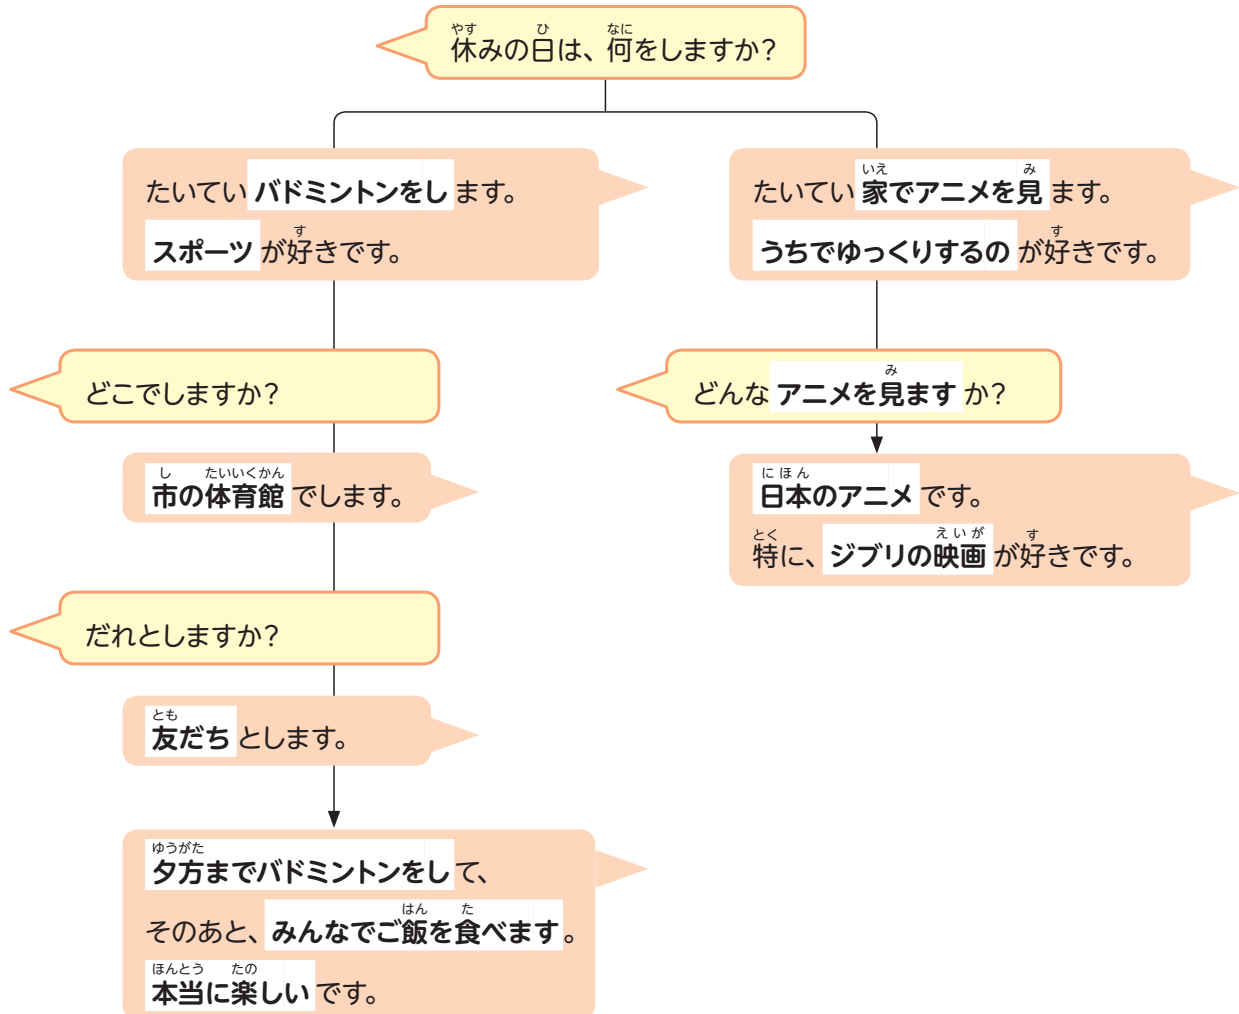 休みの日は、何をしますか？
たいていバドミントンをします。
スポーツが好きです。
どこでしますか？
市の体育館でします。
だれとしますか？
友だちとします。
夕方までバドミントンをして、
そのあと、みんなでご飯を食べます。
本当に楽しいです。
たいてい家でアニメを見ます。
うちでゆっくりするのが好きです。
どんなアニメを見ますか？
日本のアニメです。
特に、ジブリの映画が好きです。